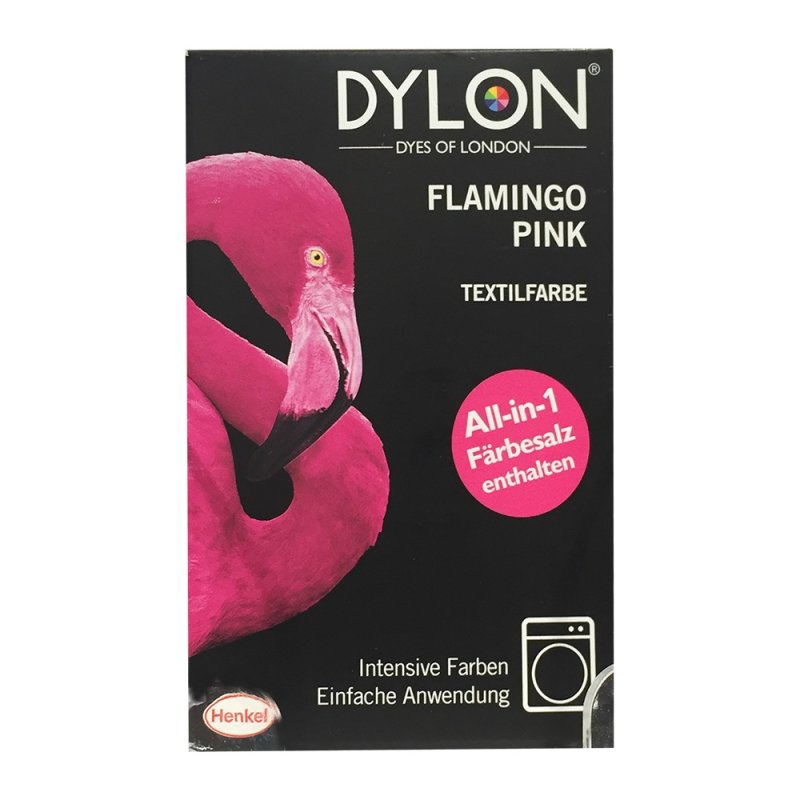 DYLON®
DYES OF LONDON
FLAMINGO
PINK
TEXTILFARBE
All-in-1
Färbesalz
enthalten
Intensive Farben
Einfache Anwendung
Henkel